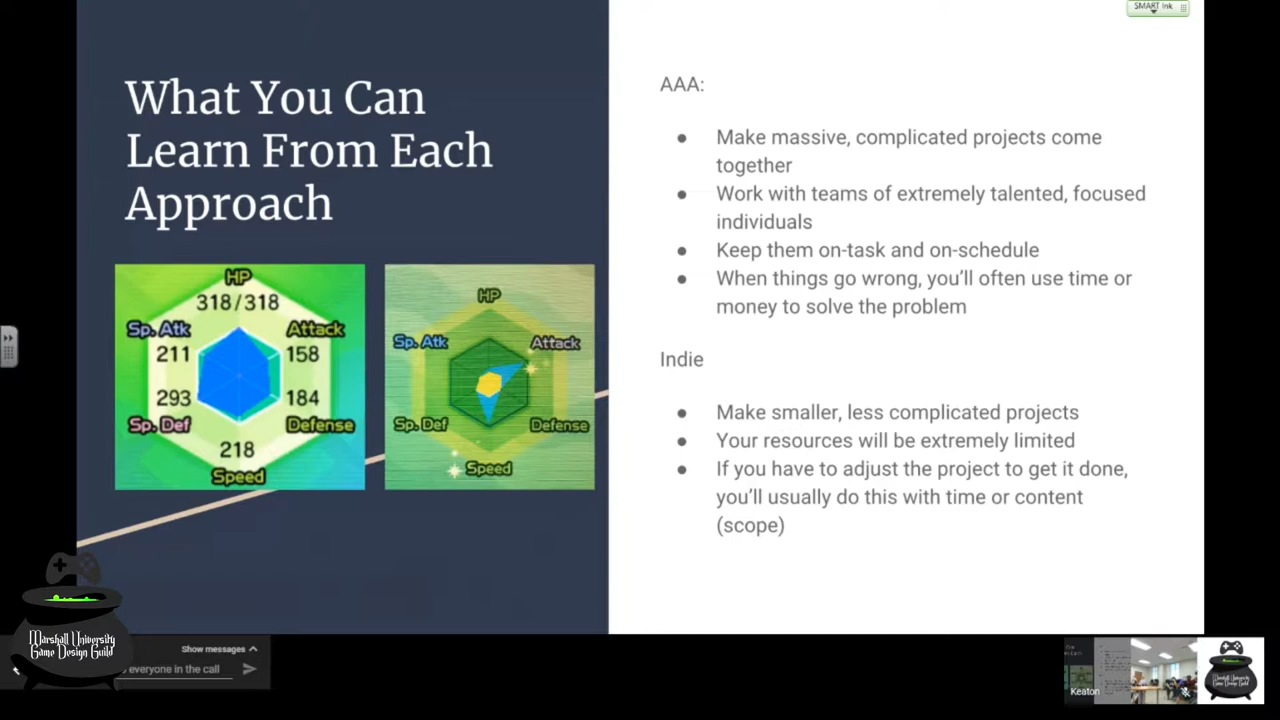 SMART Ink
What You Can
Learn From Each
Approach
HP
318/318
Sp. Atk
Attack
211
158
293
184
Sp. Def
Defense
218
Speed
HP
Sp. Atk
Attack
Sp. Def
Defense
Speed
AAA:
● Make massive, complicated projects come
together
● Work with teams of extremely talented, focused
individuals
● Keep them on-task and on-schedule
● When things go wrong, you'll often use time or
money to solve the problem
Indie
● Make smaller, less complicated projects
● Your resources will be extremely limited
● If you have to adjust the project to get it done,
you'll usually do this with time or content
(scope)
Marshall University
Game Design Guild
Show messages
everyone in the call
Keaton
Marshall University
Game Design Guild